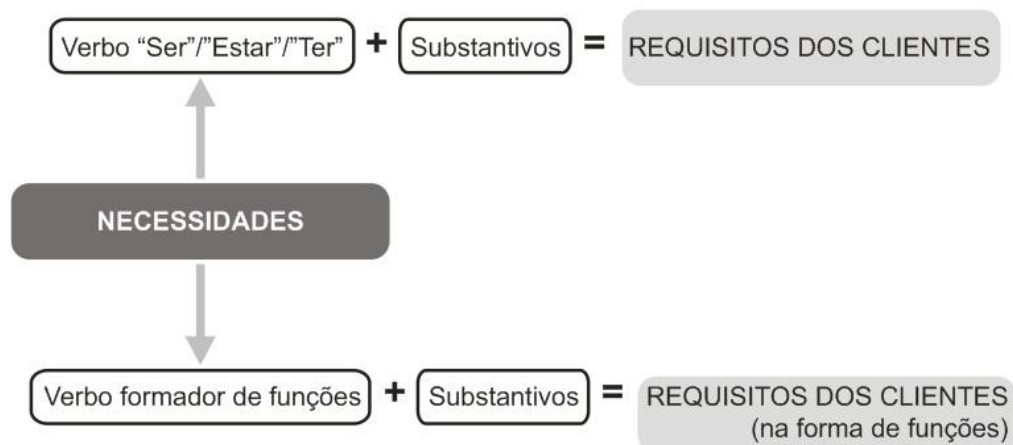 Verbo “Ser”/”Estar”/”Ter” + Substantivos = REQUISITOS DOS CLIENTES
NECESSIDADES
Verbo formador de funções + Substantivos = REQUISITOS DOS CLIENTES
(na forma de funções)